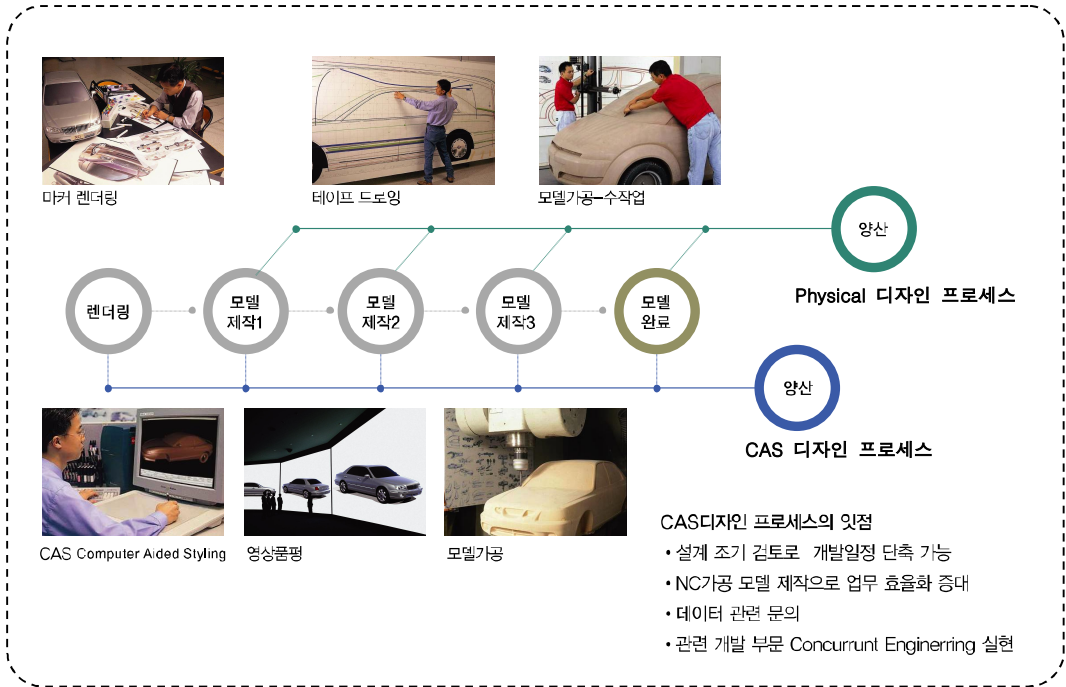 마커 렌더링
테이프 드로잉
모델가공-수작업
양산
Physical 디자인 프로세스
렌더링
모델
제작1
모델
제작2
모델
제작3
모델
완료
양산
CAS 디자인 프로세스
CAS Computer Aided Styling
영상품평
모델가공
CAS디자인 프로세스의 잇점
• 설계 조기 검토로 개발일정 단축 가능
• NC가공 모델 제작으로 업무 효율화 증대
• 데이터 관련 문의
• 관련 개발 부문 Concurrunt Enginerring 실현